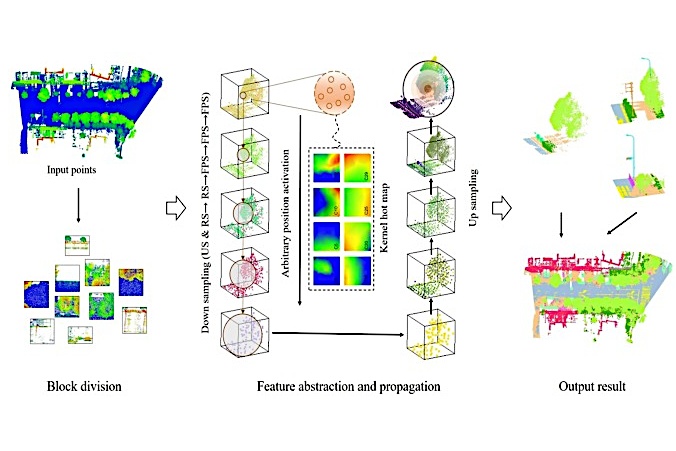 Input points
Block division
Down sampling (US & RS→ RS→FPS→FPS→FPS)
Arbitrary position activation
Kernel hot map
Up sampling
Feature abstraction and propagation
Output result